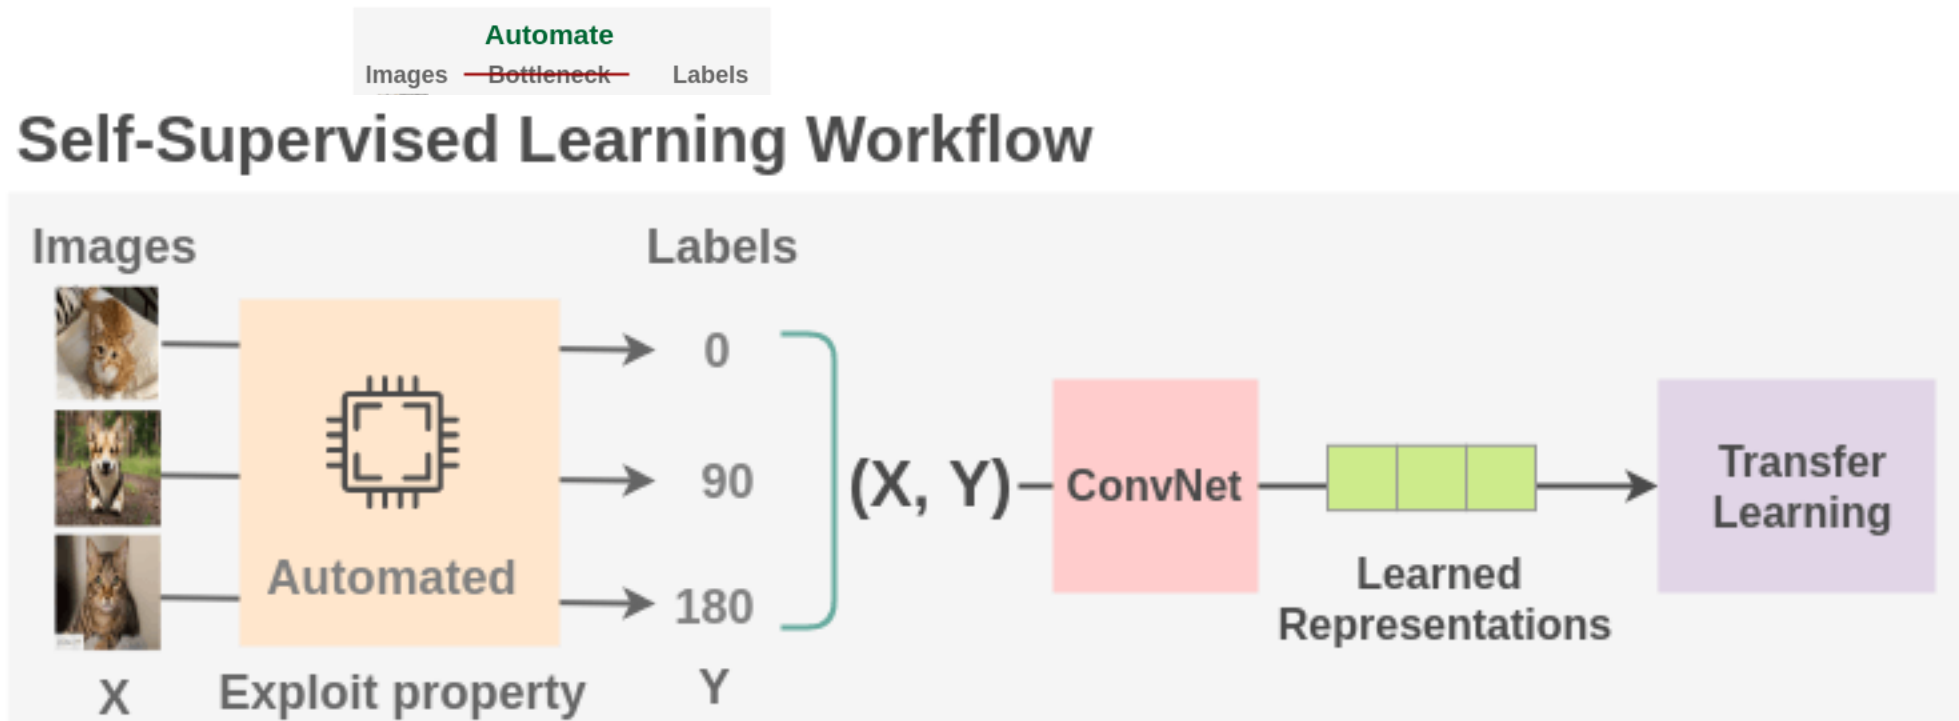 Automate
Images Bottleneck Labels
Self-Supervised Learning Workflow
Images Labels
0
90
(X, Y) ConvNet
Transfer
Learning
Automated
180
Learned
Representations
X Exploit property Y